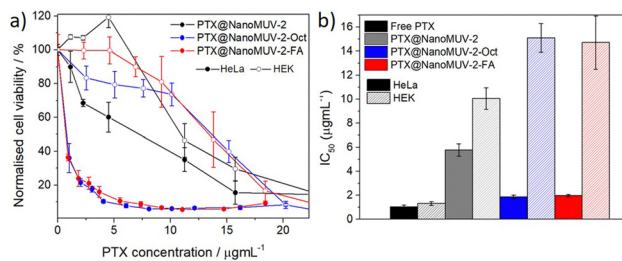 a)
Normalised cell viability / %
120
100
80
60
40
20
0
5
10
15
20
PTX concentration / µgmL⁻¹
PTX@NanoMUV-2
PTX@NanoMUV-2-Oct
PTX@NanoMUV-2-FA
HeLa
HEK
b)
IC₅₀ (µgmL⁻¹)
16
14
12
10
8
6
4
2
0
Free PTX
PTX@NanoMUV-2
PTX@NanoMUV-2-Oct
PTX@NanoMUV-2-FA
HeLa
HEK